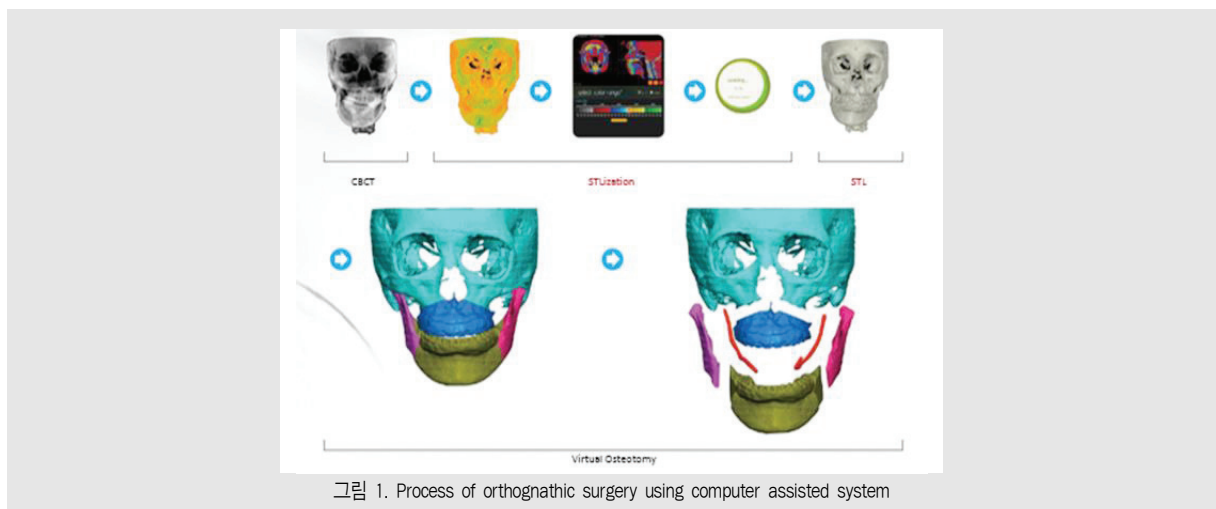 CBCT
STLization
STL
Virtual Osteotomy
그림 1. Process of orthognathic surgery using computer assisted system